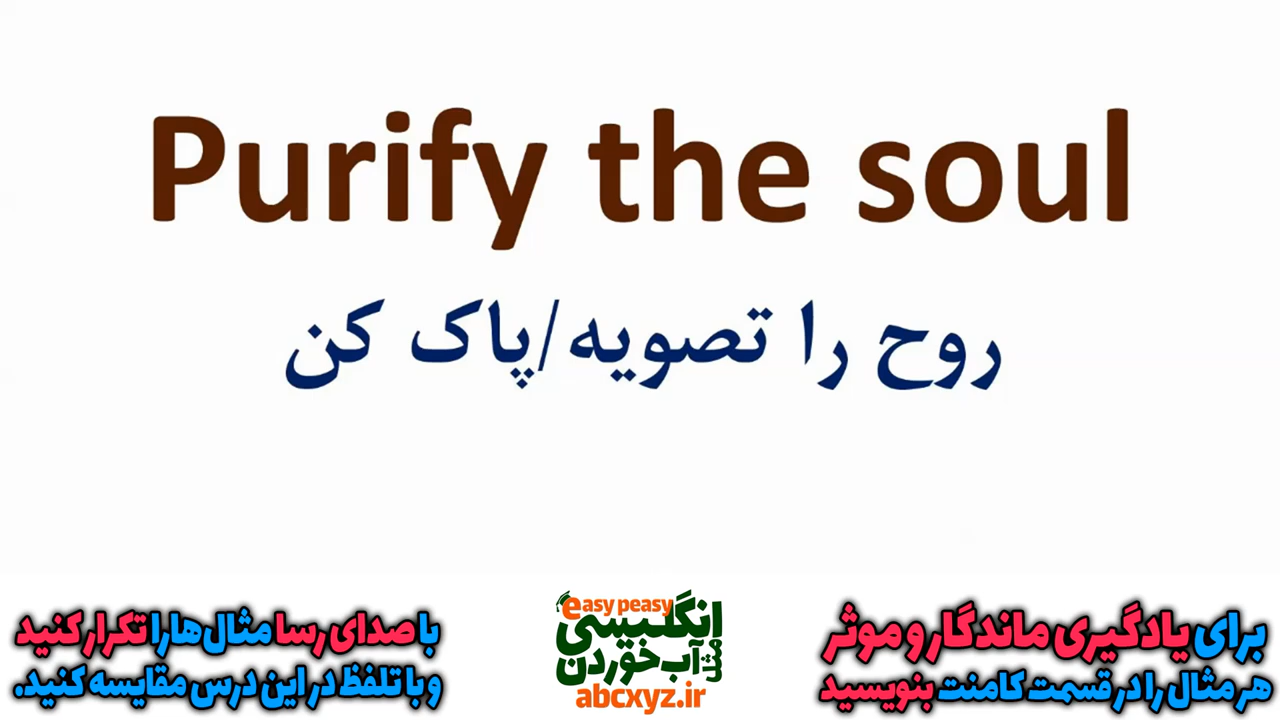 Purify the soul
روح را تصویه/پاک کن
برای یادگیری ماندگار و موثر
هر مثال را در قسمت کامنت بنویسید
easy peasy
انگلیسی
مثل آب خوردن
abcxyz.ir
با صدای رسا مثال‌ها را تکرار کنید
و با تلفظ در این درس مقایسه کنید.